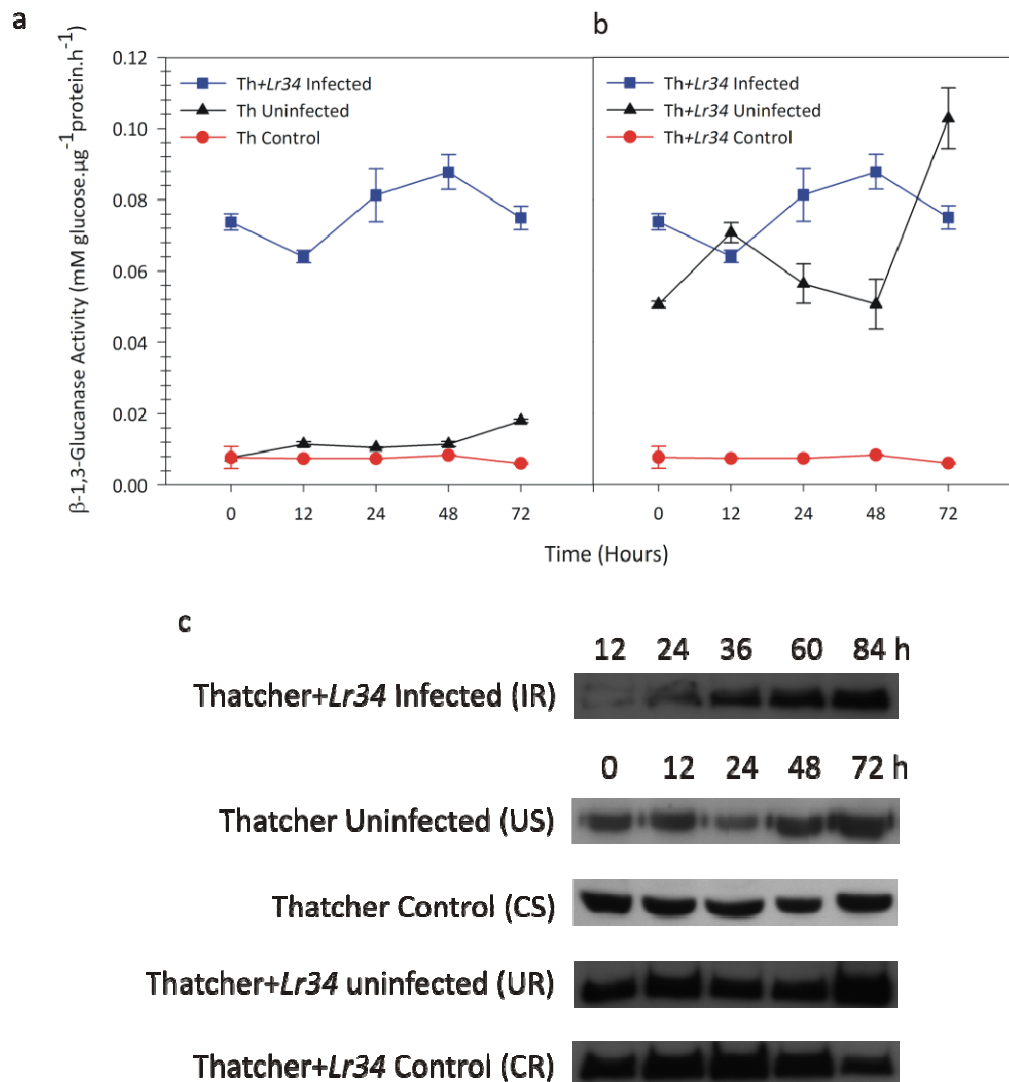 a
β-1,3-Glucanase Activity (mM glucose.µg⁻¹protein.h⁻¹)
0.12
0.10
0.08
0.06
0.04
0.02
0.00
Th+Lr34 Infected
Th Uninfected
Th Control
0 12 24 48 72
b
Th+Lr34 Infected
Th+Lr34 Uninfected
Th+Lr34 Control
0 12 24 48 72
Time (Hours)
c
12 24 36 60 84 h
Thatcher+Lr34 Infected (IR)
0 12 24 48 72 h
Thatcher Uninfected (US)
Thatcher Control (CS)
Thatcher+Lr34 uninfected (UR)
Thatcher+Lr34 Control (CR)